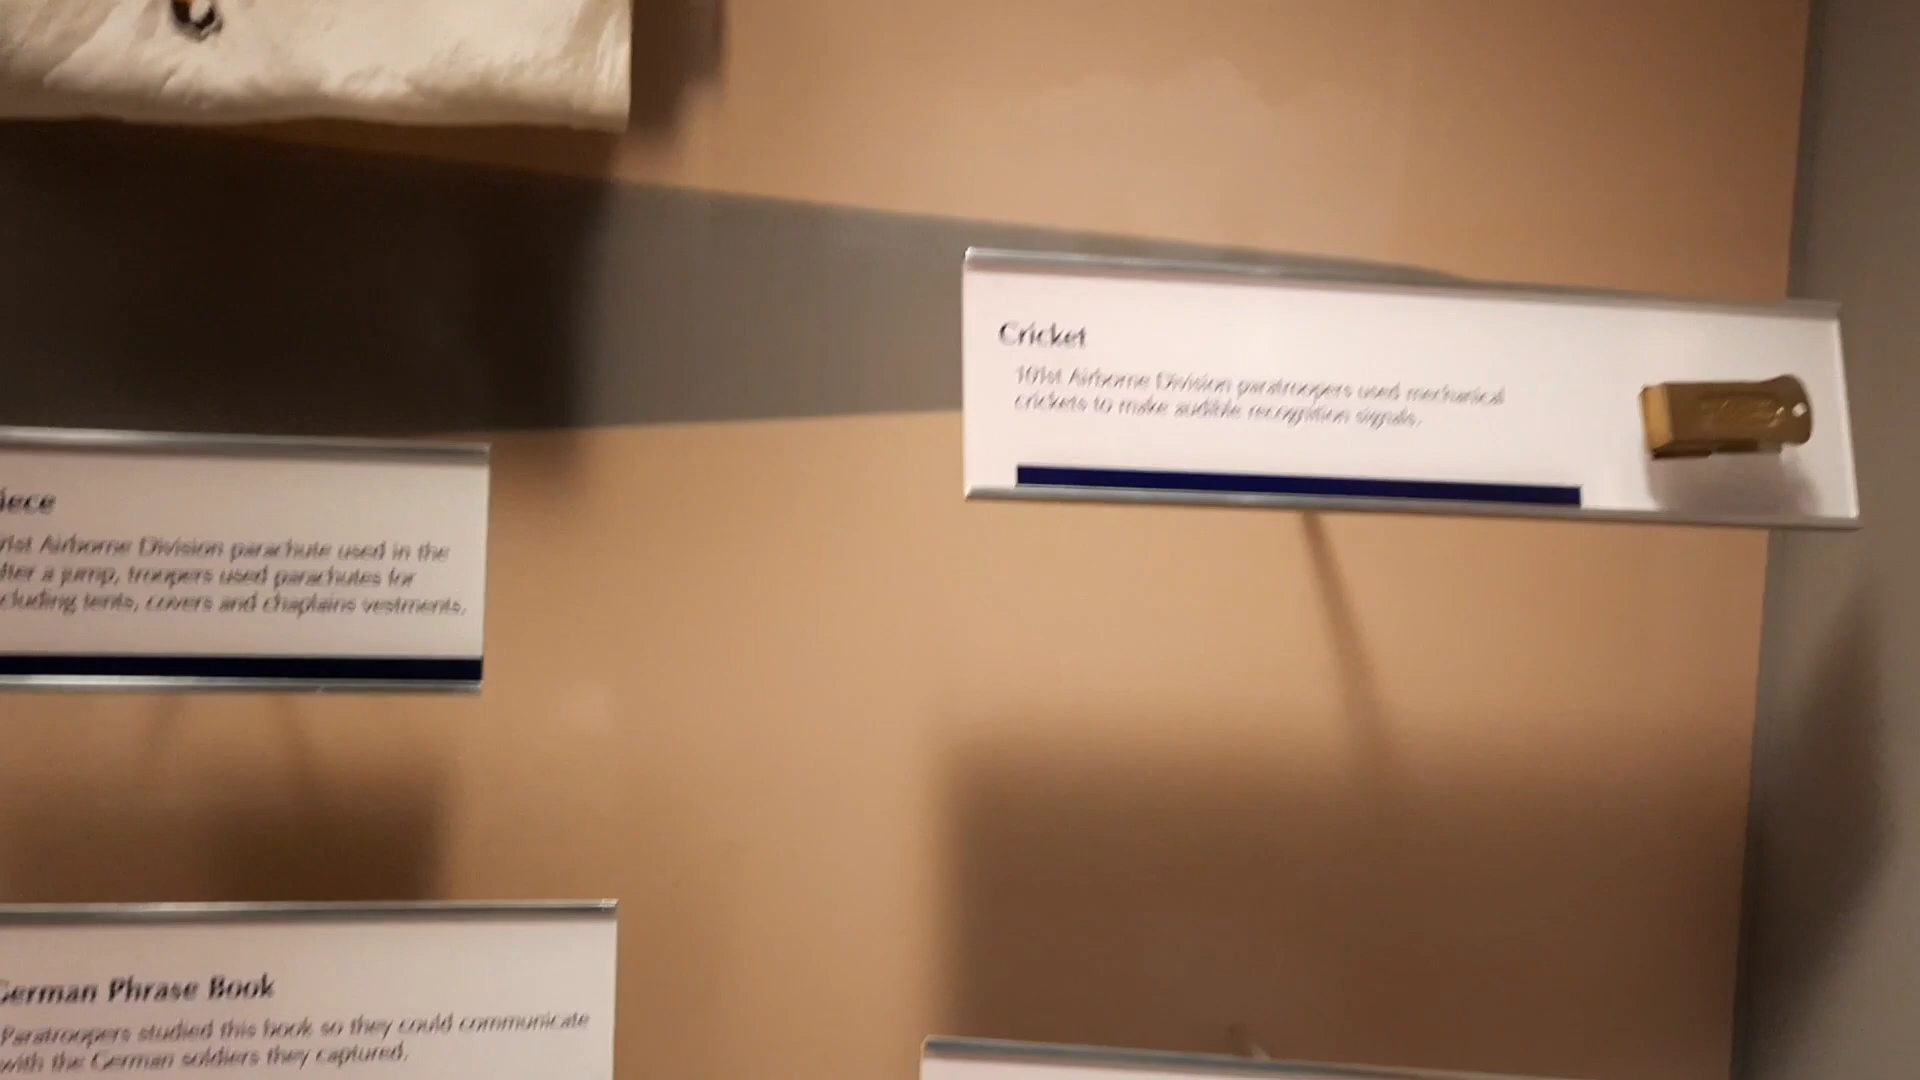 Cricket
101st Airborne Division paratroopers used mechanical
crickets to make audible recognition signals.
Airborne Division parachute used in the
a jump, troopers used parachutes for
tents, covers and chaplains vestments.
German Phrase Book
Paratroopers studied this book so they could communicate
with the German soldiers they captured.